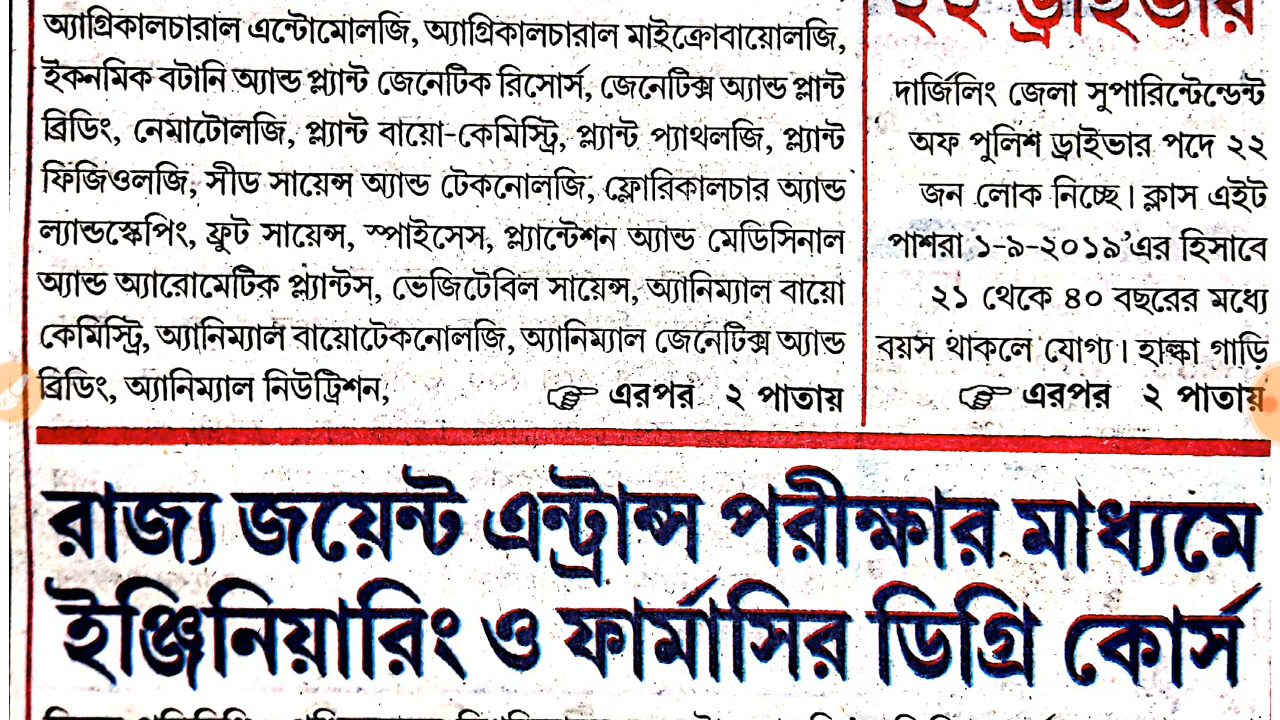 অ্যাগ্রিকালচারাল এন্টোমোলজি, অ্যাগ্রিকালচারাল মাইক্রোবায়োলজি,
ইকনমিক বটানি অ্যান্ড প্ল্যান্ট জেনেটিক রিসোর্স, জেনেটিক্স অ্যান্ড প্লান্ট
ব্রিডিং, নেমাটোলজি, প্ল্যান্ট বায়ো-কেমিস্ট্রি, প্ল্যান্ট প্যাথলজি, প্ল্যান্ট
ফিজিওলজি, সীড সায়েন্স অ্যান্ড টেকনোলজি, ফ্লোরিকালচার অ্যান্ড
ল্যান্ডস্কেপিং, ফ্রুট সায়েন্স, স্পাইসেস, প্ল্যান্টেশন অ্যান্ড মেডিসিনাল
অ্যান্ড অ্যারোমেটিক প্ল্যান্টস, ভেজিটেবিল সায়েন্স, অ্যানিম্যাল বায়ো
কেমিস্ট্রি, অ্যানিম্যাল বায়োটেকনোলজি, অ্যানিম্যাল জেনেটিক্স অ্যান্ড
ব্রিডিং, অ্যানিম্যাল নিউট্রিশন, এরপর ২ পাতায়
২২ ড্রাইভার
দার্জিলিং জেলা সুপারিন্টেন্ডেন্ট
অফ পুলিশ ড্রাইভার পদে ২২
জন লোক নিচ্ছে। ক্লাস এইট
পাশরা ১-৯-২০১৯'এর হিসাবে
২১ থেকে ৪০ বছরের মধ্যে
বয়স থাকলে যোগ্য। হাল্কা গাড়ি
এরপর ২ পাতায়
রাজ্য জয়েন্ট এন্ট্রান্স পরীক্ষার মাধ্যমে
ইঞ্জিনিয়ারিং ও ফার্মাসির ডিগ্রি কোর্স